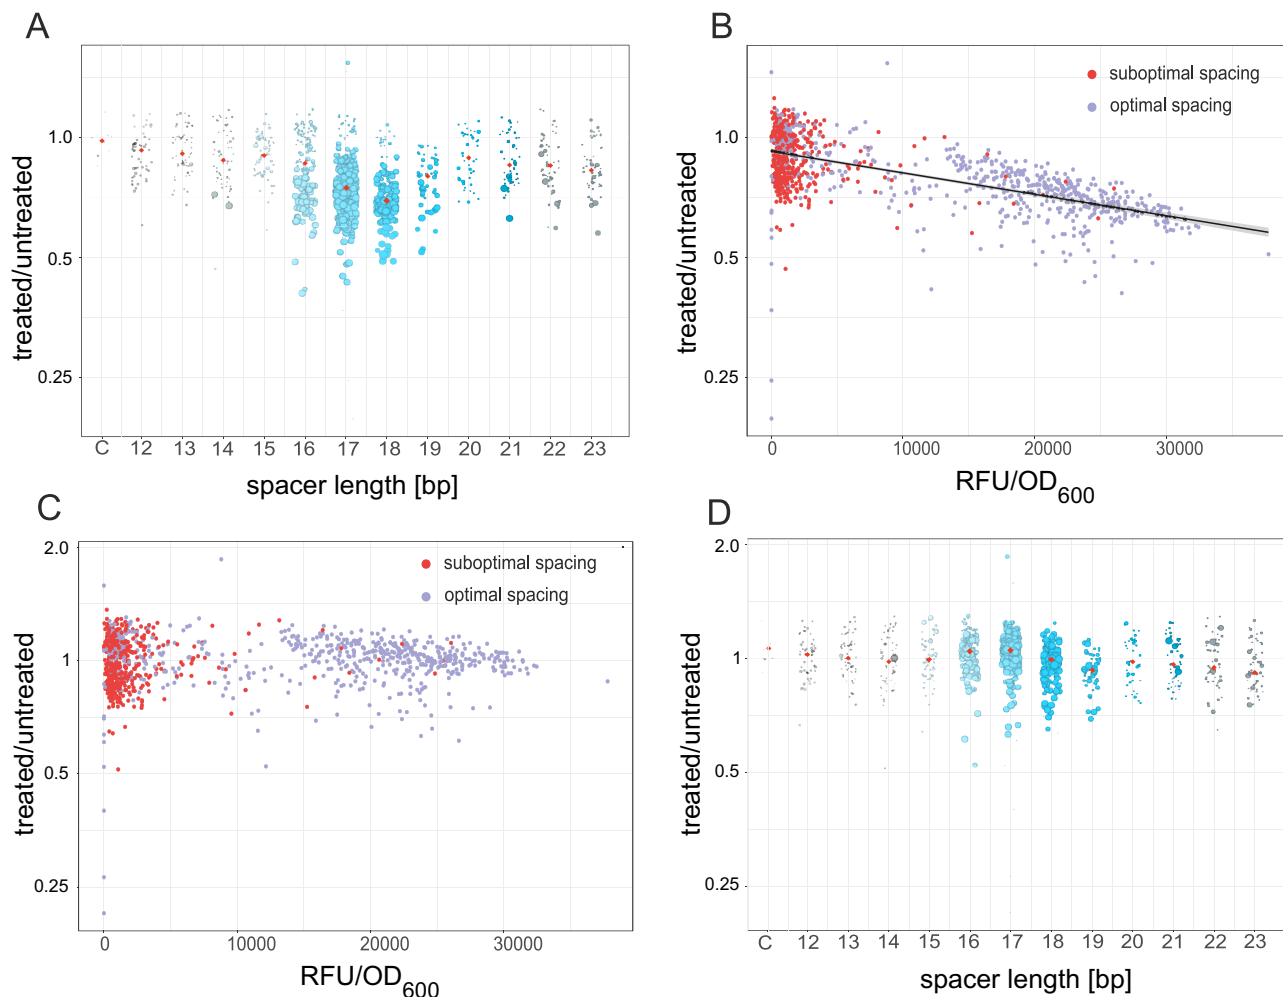 A
treated/untreated
1.0
0.5
0.25
C 12 13 14 15 16 17 18 19 20 21 22 23
spacer length [bp]
B
suboptimal spacing
optimal spacing
treated/untreated
1.0
0.5
0.25
0 10000 20000 30000
RFU/OD600
C
suboptimal spacing
optimal spacing
treated/untreated
2.0
1
0.5
0.25
0 10000 20000 30000
RFU/OD600
D
treated/untreated
2.0
1
0.5
0.25
C 12 13 14 15 16 17 18 19 20 21 22 23
spacer length [bp]